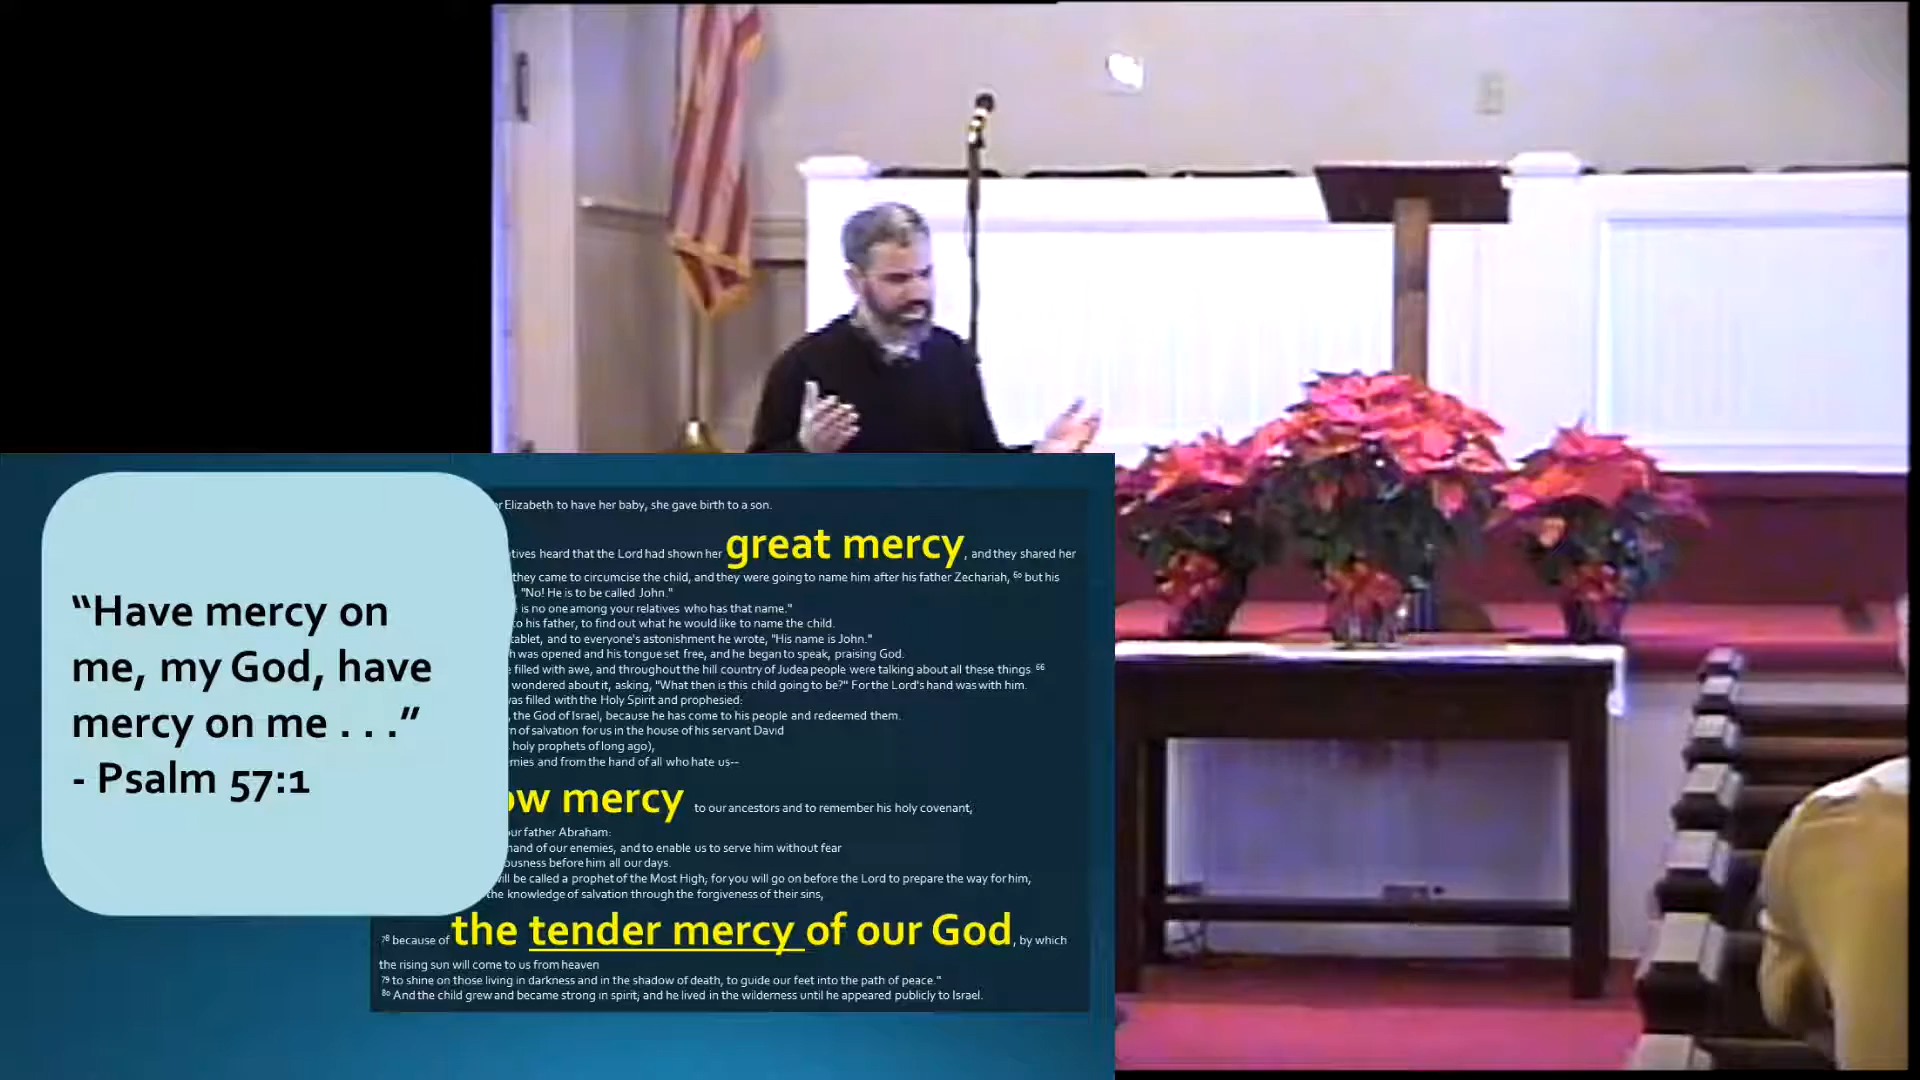 “Have mercy on
me, my God, have
mercy on me . . .”
- Psalm 57:1
Elizabeth to have her baby, she gave birth to a son.
heard that the Lord had shown her great mercy, and they shared her
they came to circumcise the child, and they were going to name him after his father Zechariah, 60 but his
"No! He is to be called John."
is no one among your relatives who has that name."
to his father, to find out what he would like to name the child.
tablet, and to everyone's astonishment he wrote, "His name is John."
was opened and his tongue set free, and he began to speak, praising God.
filled with awe, and throughout the hill country of Judea people were talking about all these things. 66
wondered about it, asking, "What then is this child going to be?" For the Lord's hand was with him.
was filled with the Holy Spirit and prophesied:
, the God of Israel, because he has come to his people and redeemed them.
of salvation for us in the house of his servant David
holy prophets of long ago),
and from the hand of all who hate us--
mercy to our ancestors and to remember his holy covenant,
our father Abraham:
hand of our enemies, and to enable us to serve him without fear
before him all our days.
will be called a prophet of the Most High; for you will go on before the Lord to prepare the way for him,
the knowledge of salvation through the forgiveness of their sins,
78 because of the tender mercy of our God, by which
the rising sun will come to us from heaven
79 to shine on those living in darkness and in the shadow of death, to guide our feet into the path of peace."
80 And the child grew and became strong in spirit; and he lived in the wilderness until he appeared publicly to Israel.